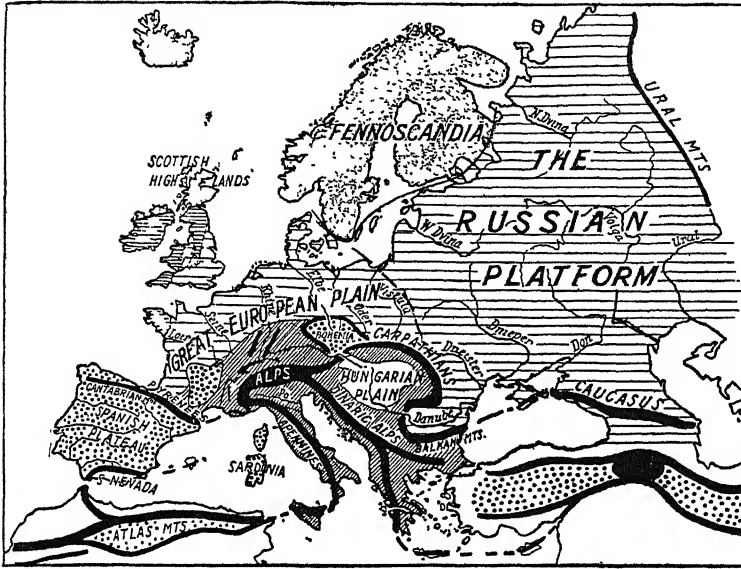 URAL MTS
N.Dvina
FENNOSCANDIA
THE
SCOTTISH
HIGHLANDS
RUSSIAN
W.Dvina
Volga
Ural
PLATFORM
Elbe
Oder
Vistula
GREAT EUROPEAN PLAIN
Rhine
Seine
Loire
BOHEMIA
CARPATHIANS
Dnieper
Dniester
Don
ALPS
HUNGARIAN
PLAIN
Po
CANTABRIAN
SPANISH
PLATEAU
CAUCASUS
Danube
BALKAN MTS.
DINRIC ALPS
APENNINES
SARDINIA
S-NEVADA
ATLAS MTS.